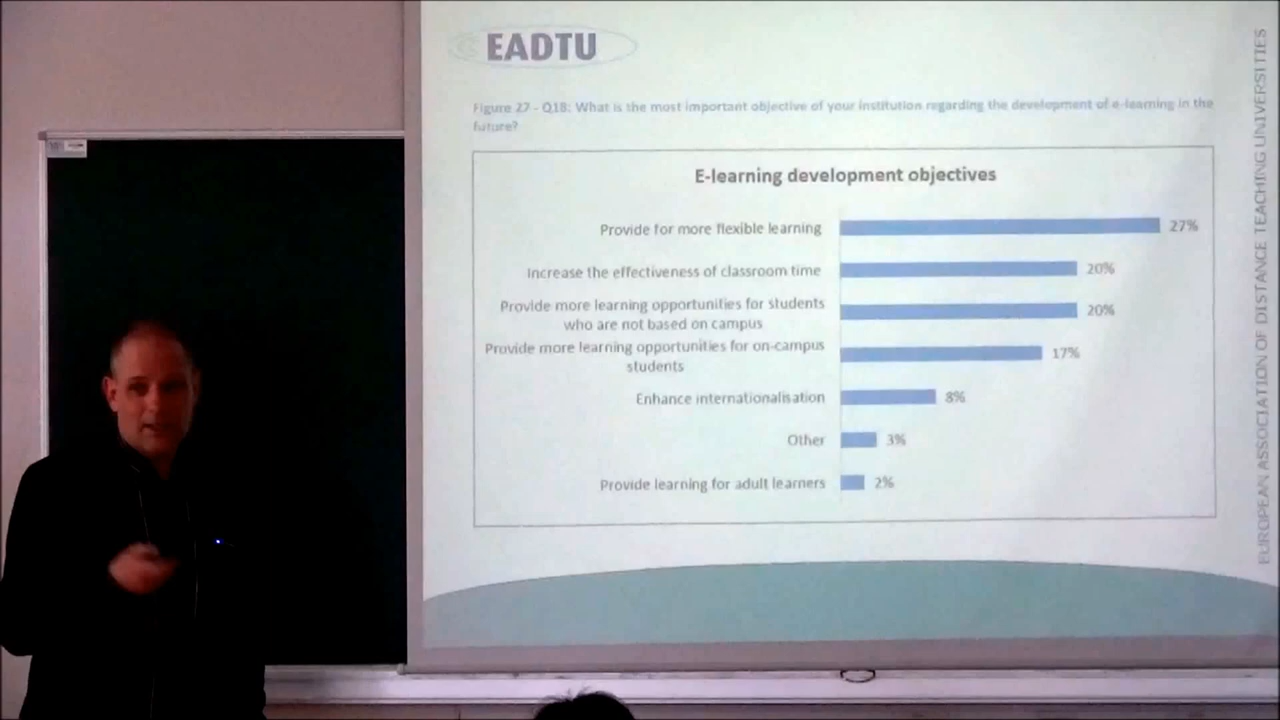 EADTU
Figure 27 - Q18: What is the most important objective of your institution regarding the development of e-learning in the
future?
E-learning development objectives
Provide for more flexible learning 27%
Increase the effectiveness of classroom time 20%
Provide more learning opportunities for students
who are not based on campus 20%
Provide more learning opportunities for on-campus
students 17%
Enhance internationalisation 8%
Other 3%
Provide learning for adult learners 2%
EUROPEAN ASSOCIATION OF DISTANCE TEACHING UNIVERSITIES